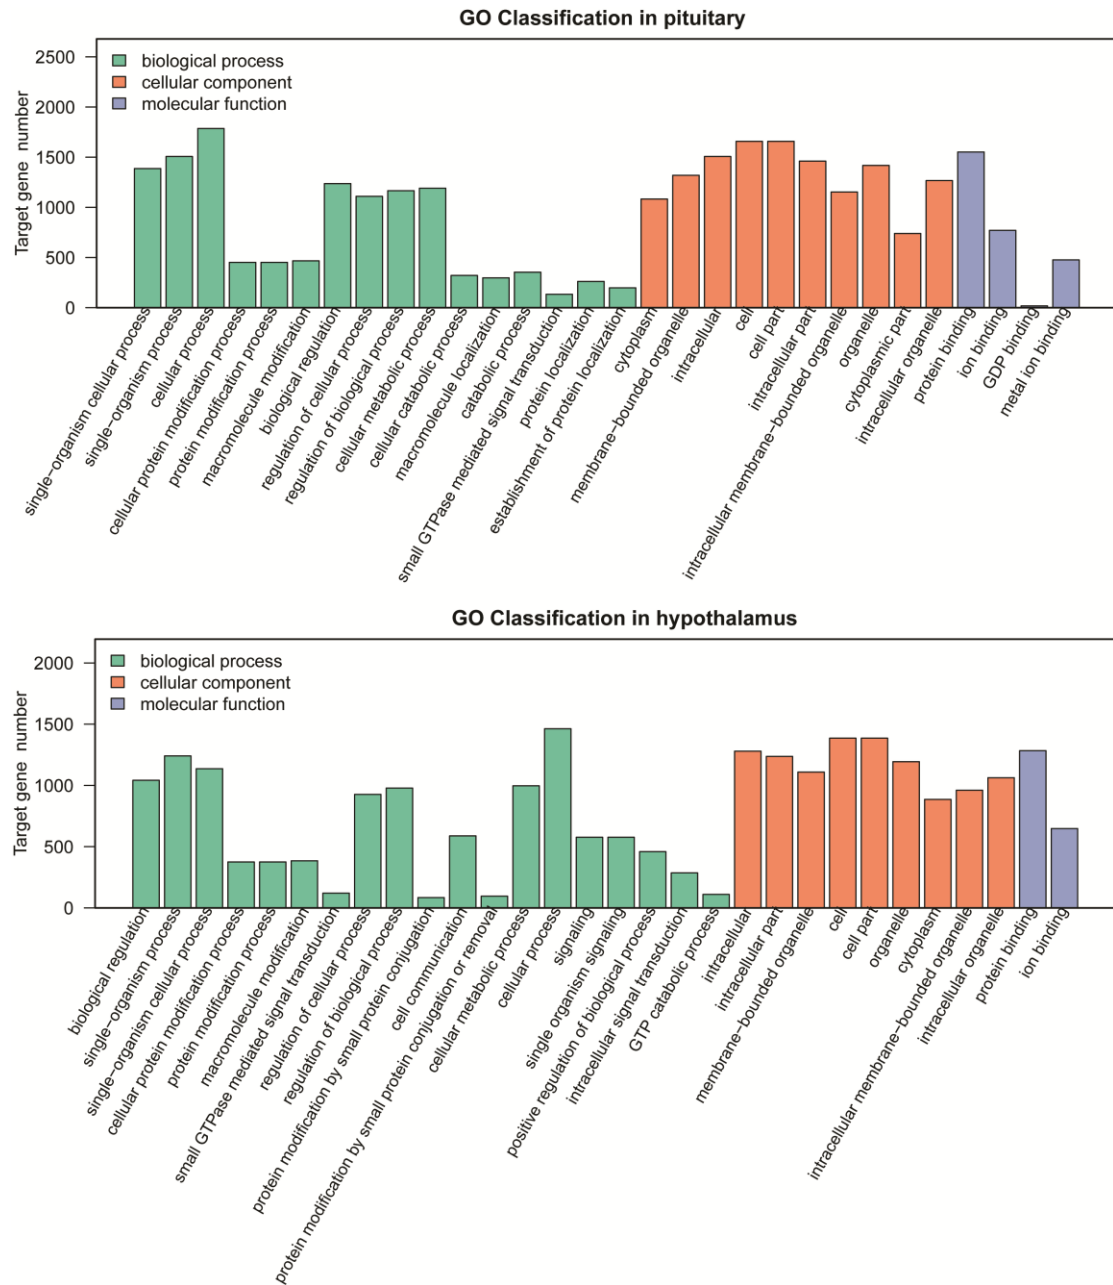 GO Classification in pituitary
2500
2000
1500
1000
500
0
Target gene number
biological process
cellular component
molecular function
single-organism cellular process
single-organism process
cellular process
cellular protein modification process
protein modification process
macromolecule modification
biological regulation
regulation of cellular process
regulation of biological process
cellular metabolic process
cellular catabolic process
macromolecule localization
catabolic process
small GTPase mediated signal transduction
protein localization
establishment of protein localization
cytoplasm
membrane-bounded organelle
intracellular
cell
cell part
intracellular part
intracellular membrane-bounded organelle
organelle
cytoplasmic part
intracellular organelle
protein binding
ion binding
GDP binding
metal ion binding
GO Classification in hypothalamus
2000
1500
1000
500
0
Target gene number
biological process
cellular component
molecular function
biological regulation
single-organism process
single-organism cellular process
cellular protein modification process
protein modification process
macromolecule modification
small GTPase mediated signal transduction
regulation of cellular process
regulation of biological process
protein modification by small protein conjugation
cell communication
protein modification by small protein conjugation or removal
cellular metabolic process
cellular process
signaling
single organism signaling
positive regulation of biological process
intracellular signal transduction
GTP catabolic process
intracellular
intracellular part
membrane-bounded organelle
cell
cell part
organelle
cytoplasm
intracellular membrane-bounded organelle
intracellular organelle
protein binding
ion binding